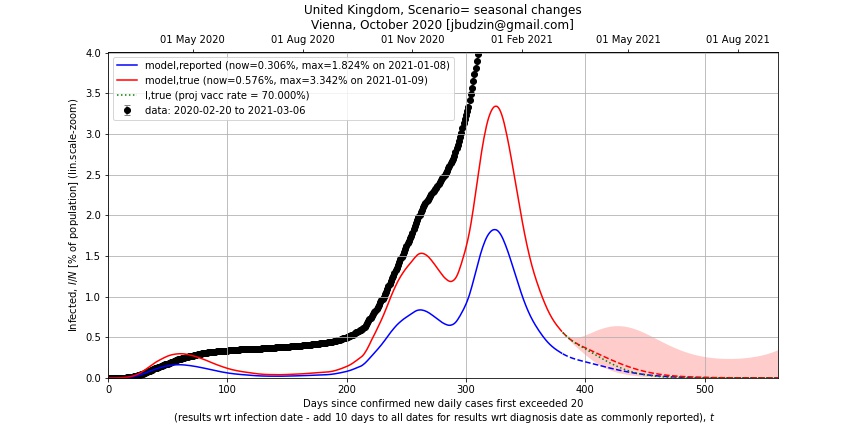 United Kingdom, Scenario= seasonal changes
Vienna, October 2020 [jbudzin@gmail.com]
01 May 2020 01 Aug 2020 01 Nov 2020 01 Feb 2021 01 May 2021 01 Aug 2021
model,reported (now=0.306%, max=1.824% on 2021-01-08)
model,true (now=0.576%, max=3.342% on 2021-01-09)
I,true (proj vacc rate = 70.000%)
data: 2020-02-20 to 2021-03-06
Infected, I/N [% of population] (lin.scale-zoom)
4.0
3.5
3.0
2.5
2.0
1.5
1.0
0.5
0.0
0 100 200 300 400 500
Days since confirmed new daily cases first exceeded 20
(results wrt infection date - add 10 days to all dates for results wrt diagnosis date as commonly reported), t